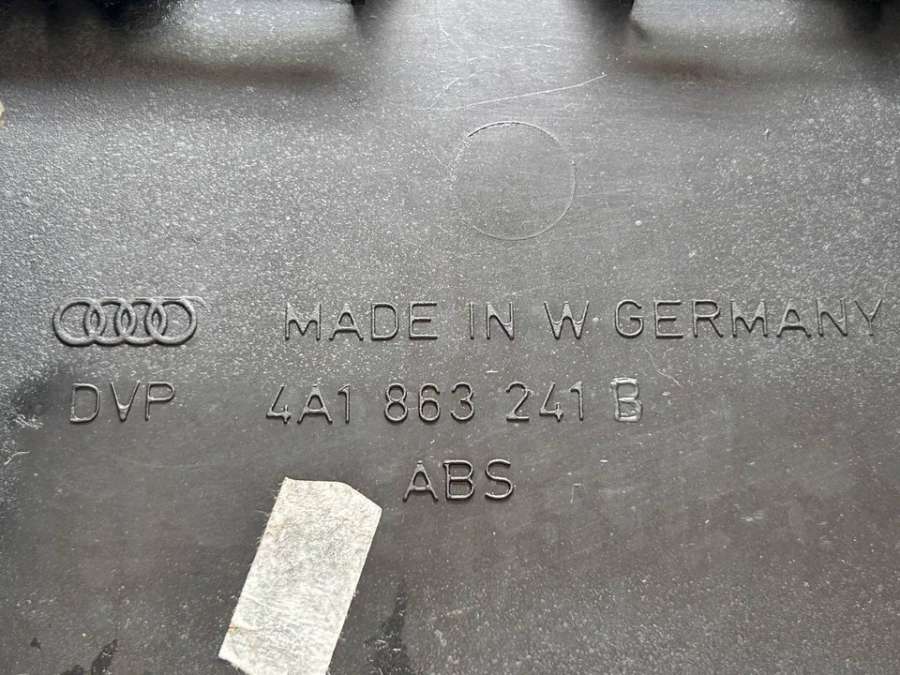 MADE IN W GERMANY
DVP 4A1 863 241 B
ABS